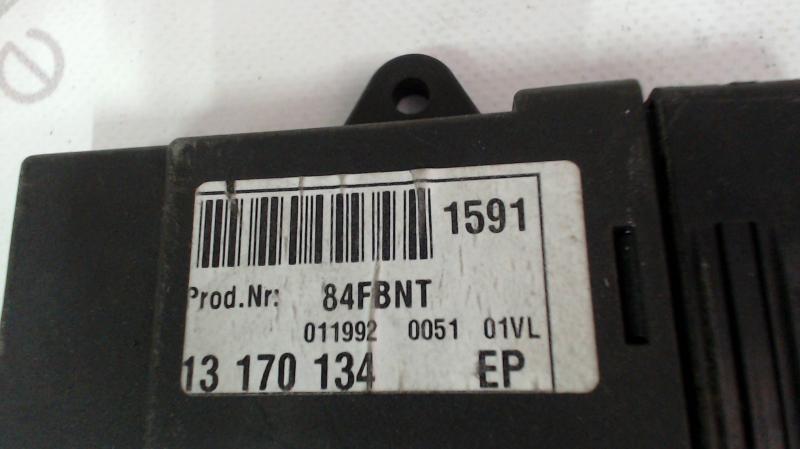 1591
Prod.Nr: 84FBNT
011992 0051 01VL
13 170 134 EP